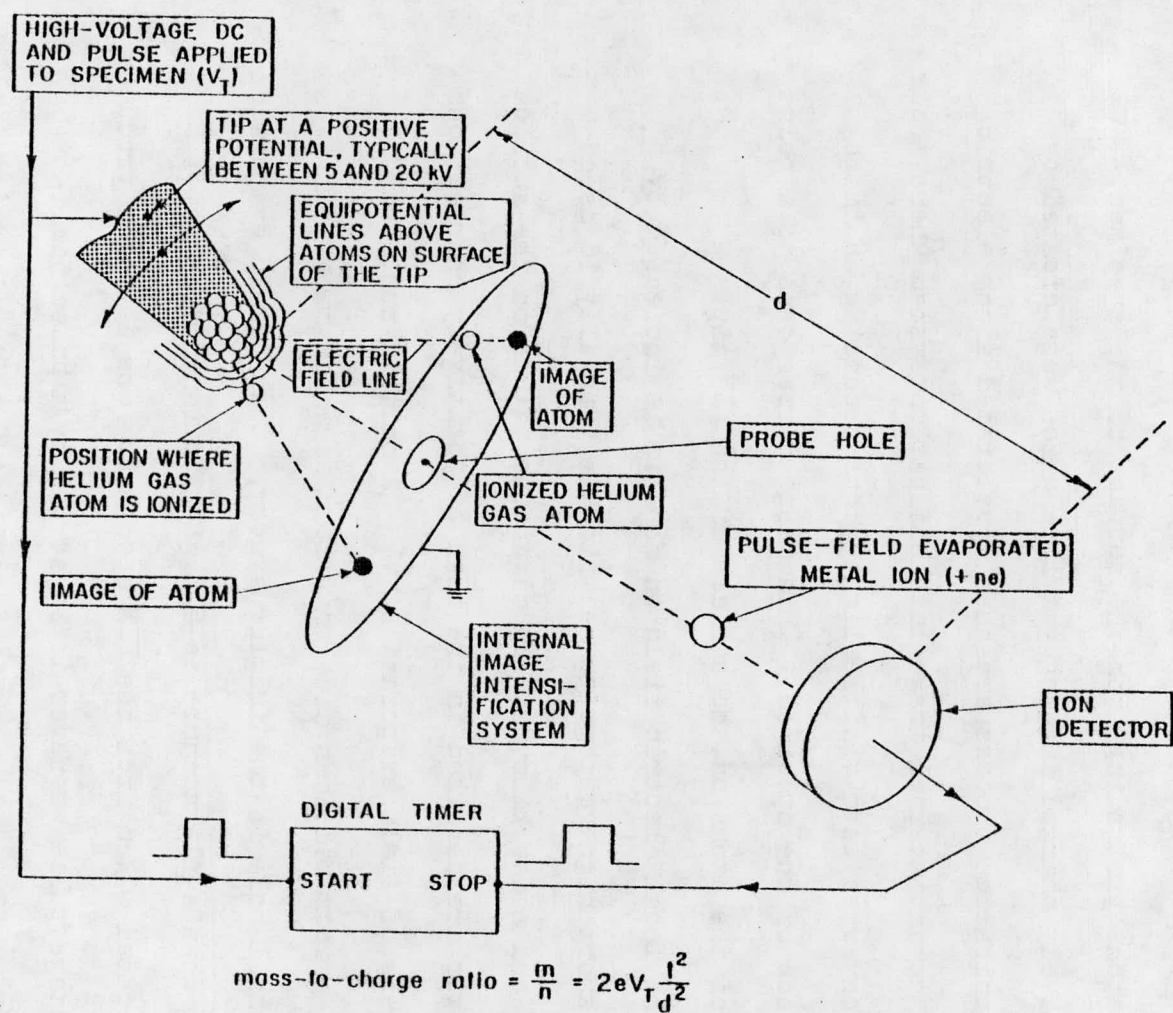 HIGH-VOLTAGE DC
AND PULSE APPLIED
TO SPECIMEN (V_T)
TIP AT A POSITIVE
POTENTIAL, TYPICALLY
BETWEEN 5 AND 20 kV
EQUIPOTENTIAL
LINES ABOVE
ATOMS ON SURFACE
OF THE TIP
d
ELECTRIC
FIELD LINE
IMAGE
OF
ATOM
PROBE HOLE
POSITION WHERE
HELIUM GAS
ATOM IS IONIZED
IONIZED HELIUM
GAS ATOM
PULSE-FIELD EVAPORATED
METAL ION (+ ne)
IMAGE OF ATOM
INTERNAL
IMAGE
INTENSI-
FICATION
SYSTEM
ION
DETECTOR
DIGITAL TIMER
START STOP
mass-to-charge ratio = m/n = 2eV_T t²/d²